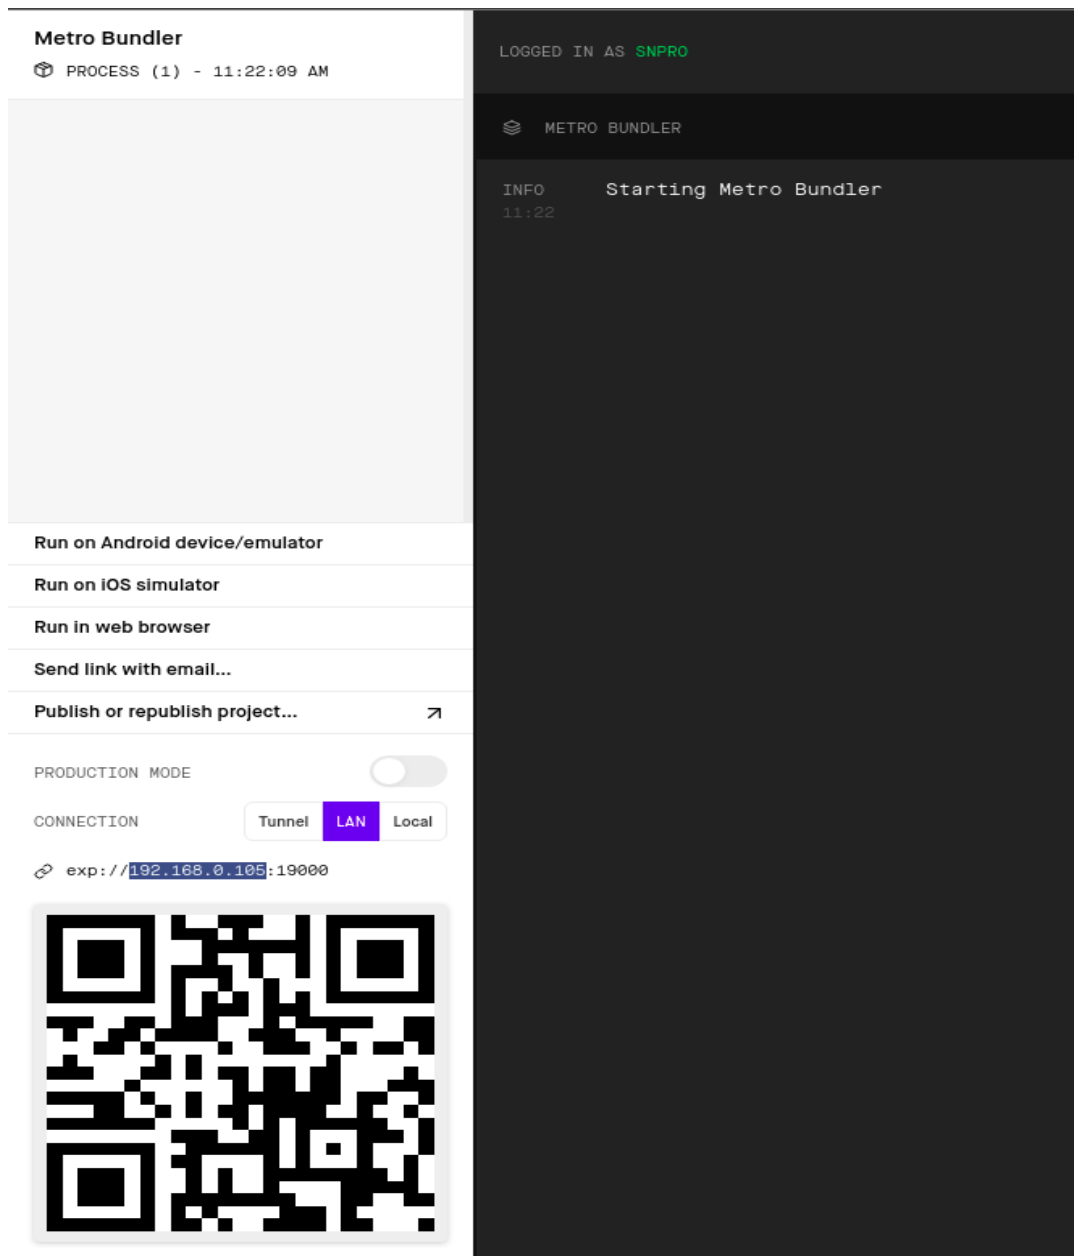 Metro Bundler
PROCESS (1) - 11:22:09 AM
Run on Android device/emulator
Run on iOS simulator
Run in web browser
Send link with email...
Publish or republish project...
PRODUCTION MODE
CONNECTION Tunnel LAN Local
exp://192.168.0.105:19000
LOGGED IN AS SNPRO
METRO BUNDLER
INFO Starting Metro Bundler
11:22